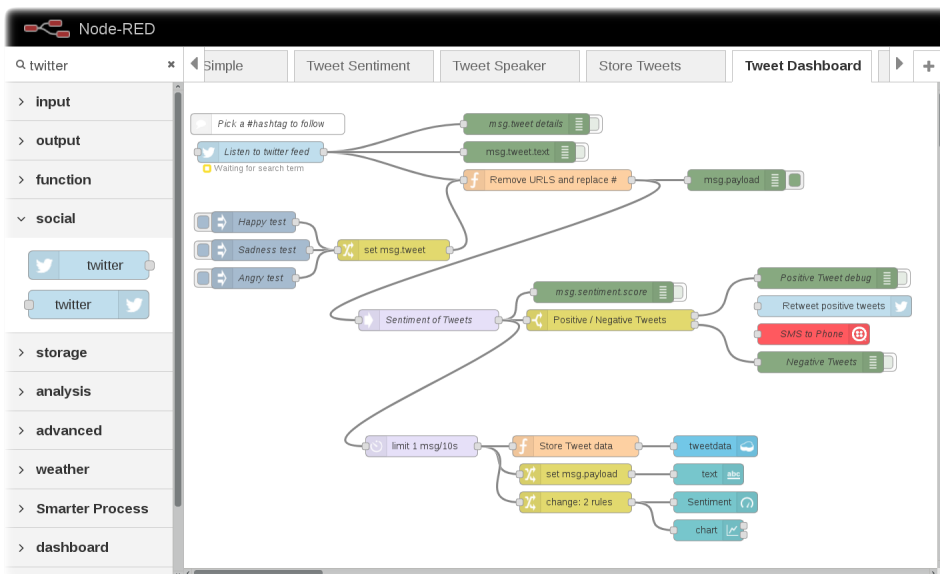 Node-RED
twitter
Simple
Tweet Sentiment
Tweet Speaker
Store Tweets
Tweet Dashboard
input
output
function
social
twitter
twitter
storage
analysis
advanced
weather
Smarter Process
dashboard
Pick a #hashtag to follow
Listen to twitter feed
Waiting for search term
msg.tweet details
msg.tweet.text
Remove URLS and replace #
msg.payload
Happy test
Sadness test
Angry test
set msg.tweet
msg.sentiment.score
Sentiment of Tweets
Positive / Negative Tweets
Positive Tweet debug
Retweet positive tweets
SMS to Phone
Negative Tweets
limit 1 msg/10s
Store Tweet data
tweetdata
set msg.payload
text
abc
change: 2 rules
Sentiment
chart